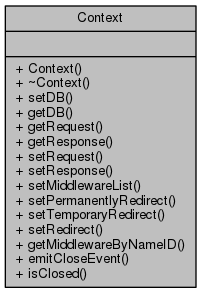 Context
+ Context()
+ ~Context()
+ setDB()
+ getDB()
+ getRequest()
+ getResponse()
+ setRequest()
+ setResponse()
+ setMiddlewareList()
+ setPermanentlyRedirect()
+ setTemporaryRedirect()
+ setRedirect()
+ getMiddlewareByNameID()
+ emitCloseEvent()
+ isClosed()